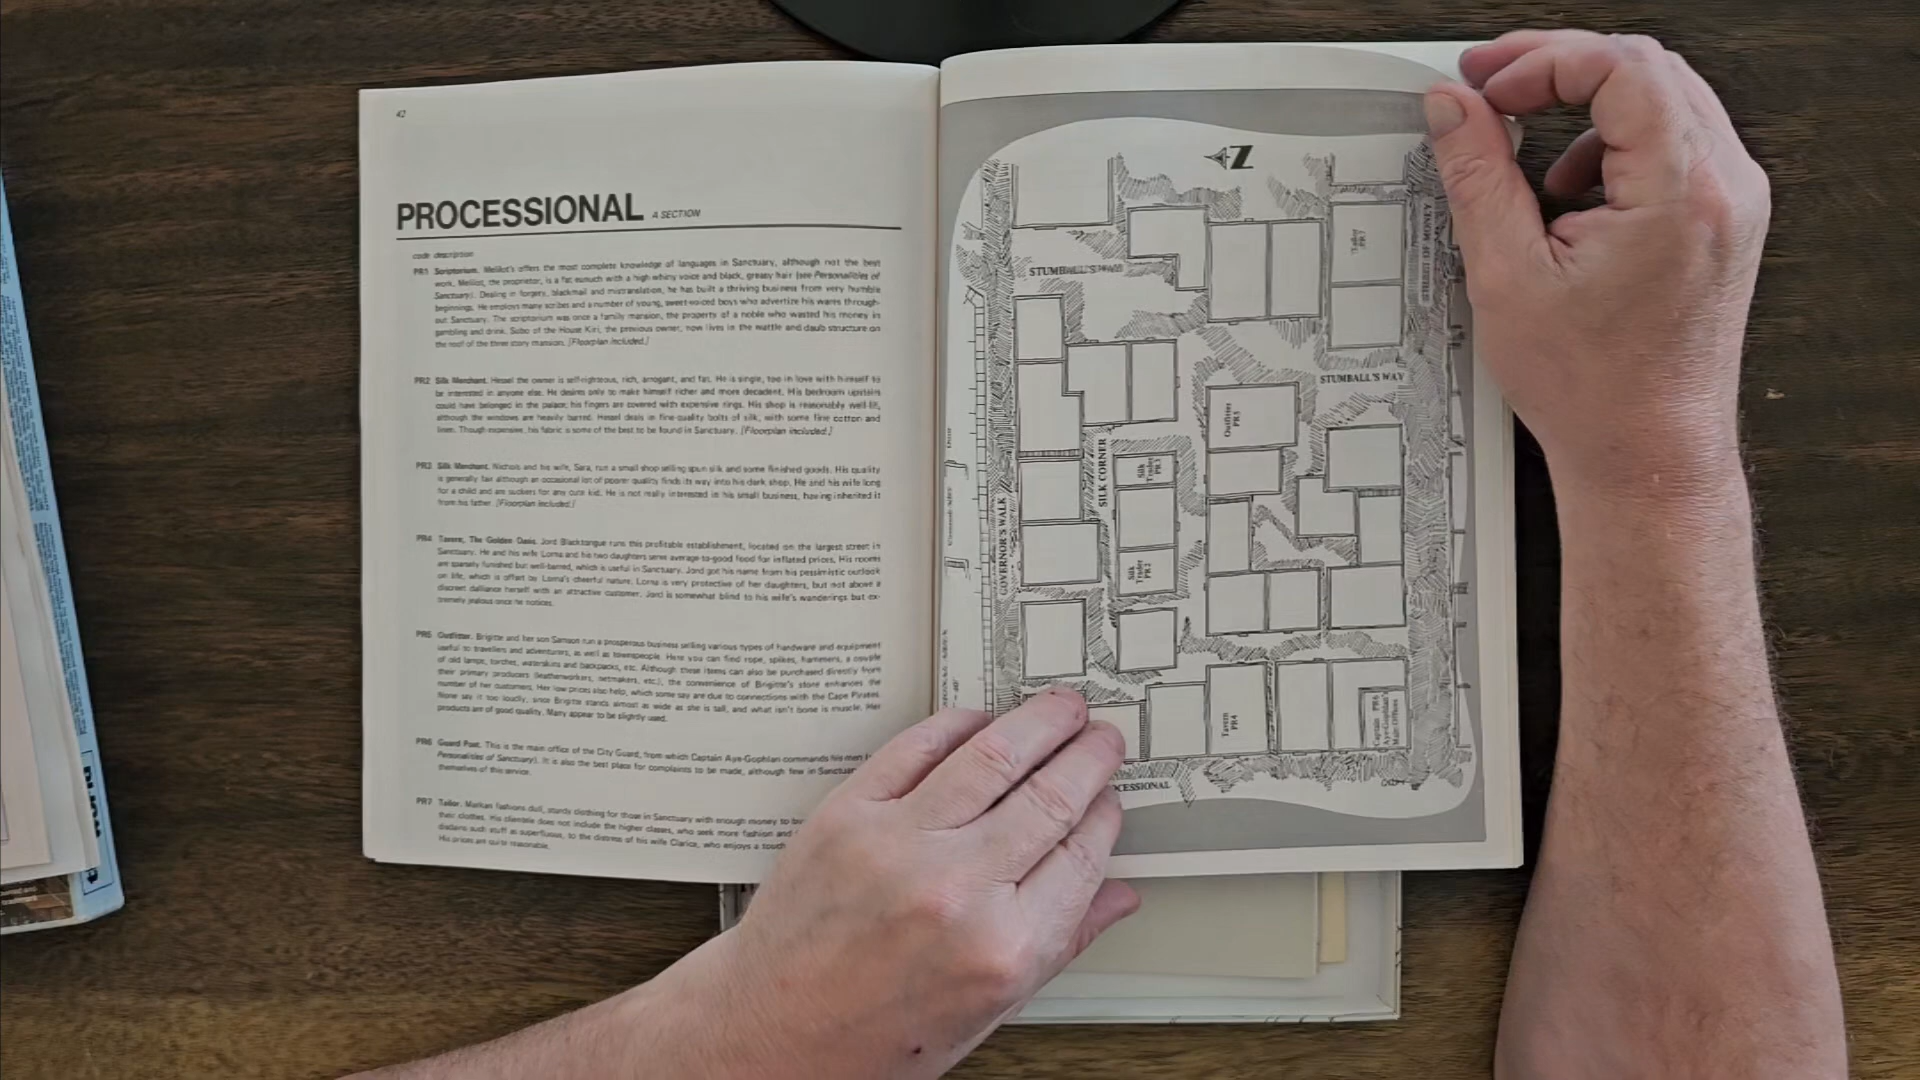 42
PROCESSIONAL A SECTION
code description
PR1 Scriptorium. Melilot's offers the most complete knowledge of languages in Sanctuary, although not the best
work. Melilot, the proprietor, is a fat eunuch with a high whiny voice and black, greasy hair (see Personalities of
Sanctuary). Dealing in forgery, blackmail and mistranslation, he has built a thriving business from very humble
beginnings. He employs many scribes and a number of young, sweet-voiced boys who advertize his wares through-
out Sanctuary. The scriptorium was once a family mansion, the property of a noble who wasted his money in
gambling and drink. Subo of the House Kiri, the previous owner, now lives in the wattle and daub structure on
the roof of the three story mansion. [Floorplan included.]
PR2 Silk Merchant. Hessel the owner is self-righteous, rich, arrogant, and fat. He is single, too in love with himself to
be interested in anyone else. He desires only to make himself richer and more decadent. His bedroom upstairs
could have belonged in the palace; his fingers are covered with expensive rings. His shop is reasonably well lit,
although the windows are heavily barred. Hessel deals in fine-quality bolts of silk, with some fine cotton and
linen. Though expensive, his fabric is some of the best to be found in Sanctuary. [Floorplan included.]
PR3 Silk Merchant. Nichols and his wife, Sara, run a small shop selling spun silk and some finished goods. His quality
is generally fair although an occasional lot of poorer quality finds its way into his dark shop. He and his wife long
for a child and are suckers for any cute kid. He is not really interested in his small business, having inherited it
from his father. [Floorplan included.]
PR4 Tavern, The Golden Oasis. Jord Blacktongue runs this profitable establishment, located on the largest street in
Sanctuary. He and his wife Lorna and his two daughters serve average-to-good food for inflated prices. His rooms
are sparsely furnished but well-barred, which is useful in Sanctuary. Jord got his name from his pessimistic outlook
on life, which is offset by Lorna's cheerful nature. Lorna is very protective of her daughters, but not above a
discreet dalliance herself with an attractive customer. Jord is somewhat blind to his wife's wanderings but ex-
tremely jealous once he notices.
PR5 Outfitter. Brigitte and her son Samson run a prosperous business selling various types of hardware and equipment
useful to travellers and adventurers, as well as townspeople. Here you can find rope, spikes, hammers, a couple
of old lamps, torches, waterskins and backpacks, etc. Although these items can also be purchased directly from
their primary producers (leatherworkers, netmakers, etc.), the convenience of Brigitte's store enhances the
number of her customers. Her low prices also help, which some say are due to connections with the Cape Pirates.
None say it too loudly, since Brigitte stands almost as wide as she is tall, and what isn't bone is muscle. Her
products are of good quality. Many appear to be slightly used.
PR6 Guard Post. This is the main office of the City Guard, from which Captain Aye-Gophlan commands his men
Personalities of Sanctuary). It is also the best place for complaints to be made, although few in Sanctuar
themselves of this service.
PR7 Tailor. Markan fashions dull, sturdy clothing for those in Sanctuary with enough money to
their clothes. His clientele does not include the higher classes, who seek more fashion and
disdains such stuff as superfluous, to the distress of his wife Clarice, who enjoys a touch
His prices are quite reasonable.
Z
STUMBALL'S WAY
Tailor
PR7
STREET OF MONEY
STUMBALL'S WAY
Outfitter
PR5
SILK CORNER
Silk
Trader
PR3
GOVERNOR'S WALK
Silk
Trader
PR2
Tavern
PR4
Captain PR6
Aye-Gophlan
Main Offices
OCESSIONAL